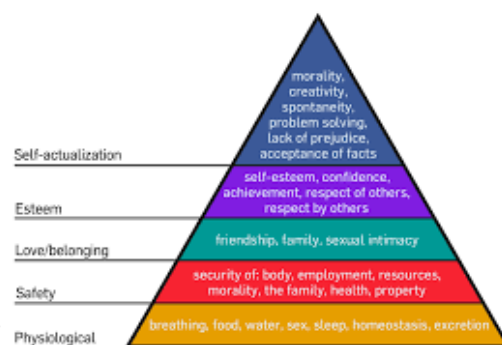 morality,
creativity,
spontaneity,
problem solving,
lack of prejudice,
acceptance of facts
Self-actualization
self-esteem, confidence,
achievement, respect of others,
respect by others
Esteem
friendship, family, sexual intimacy
Love/belonging
security of: body, employment, resources,
morality, the family, health, property
Safety
breathing, food, water, sex, sleep, homeostasis, excretion
Physiological